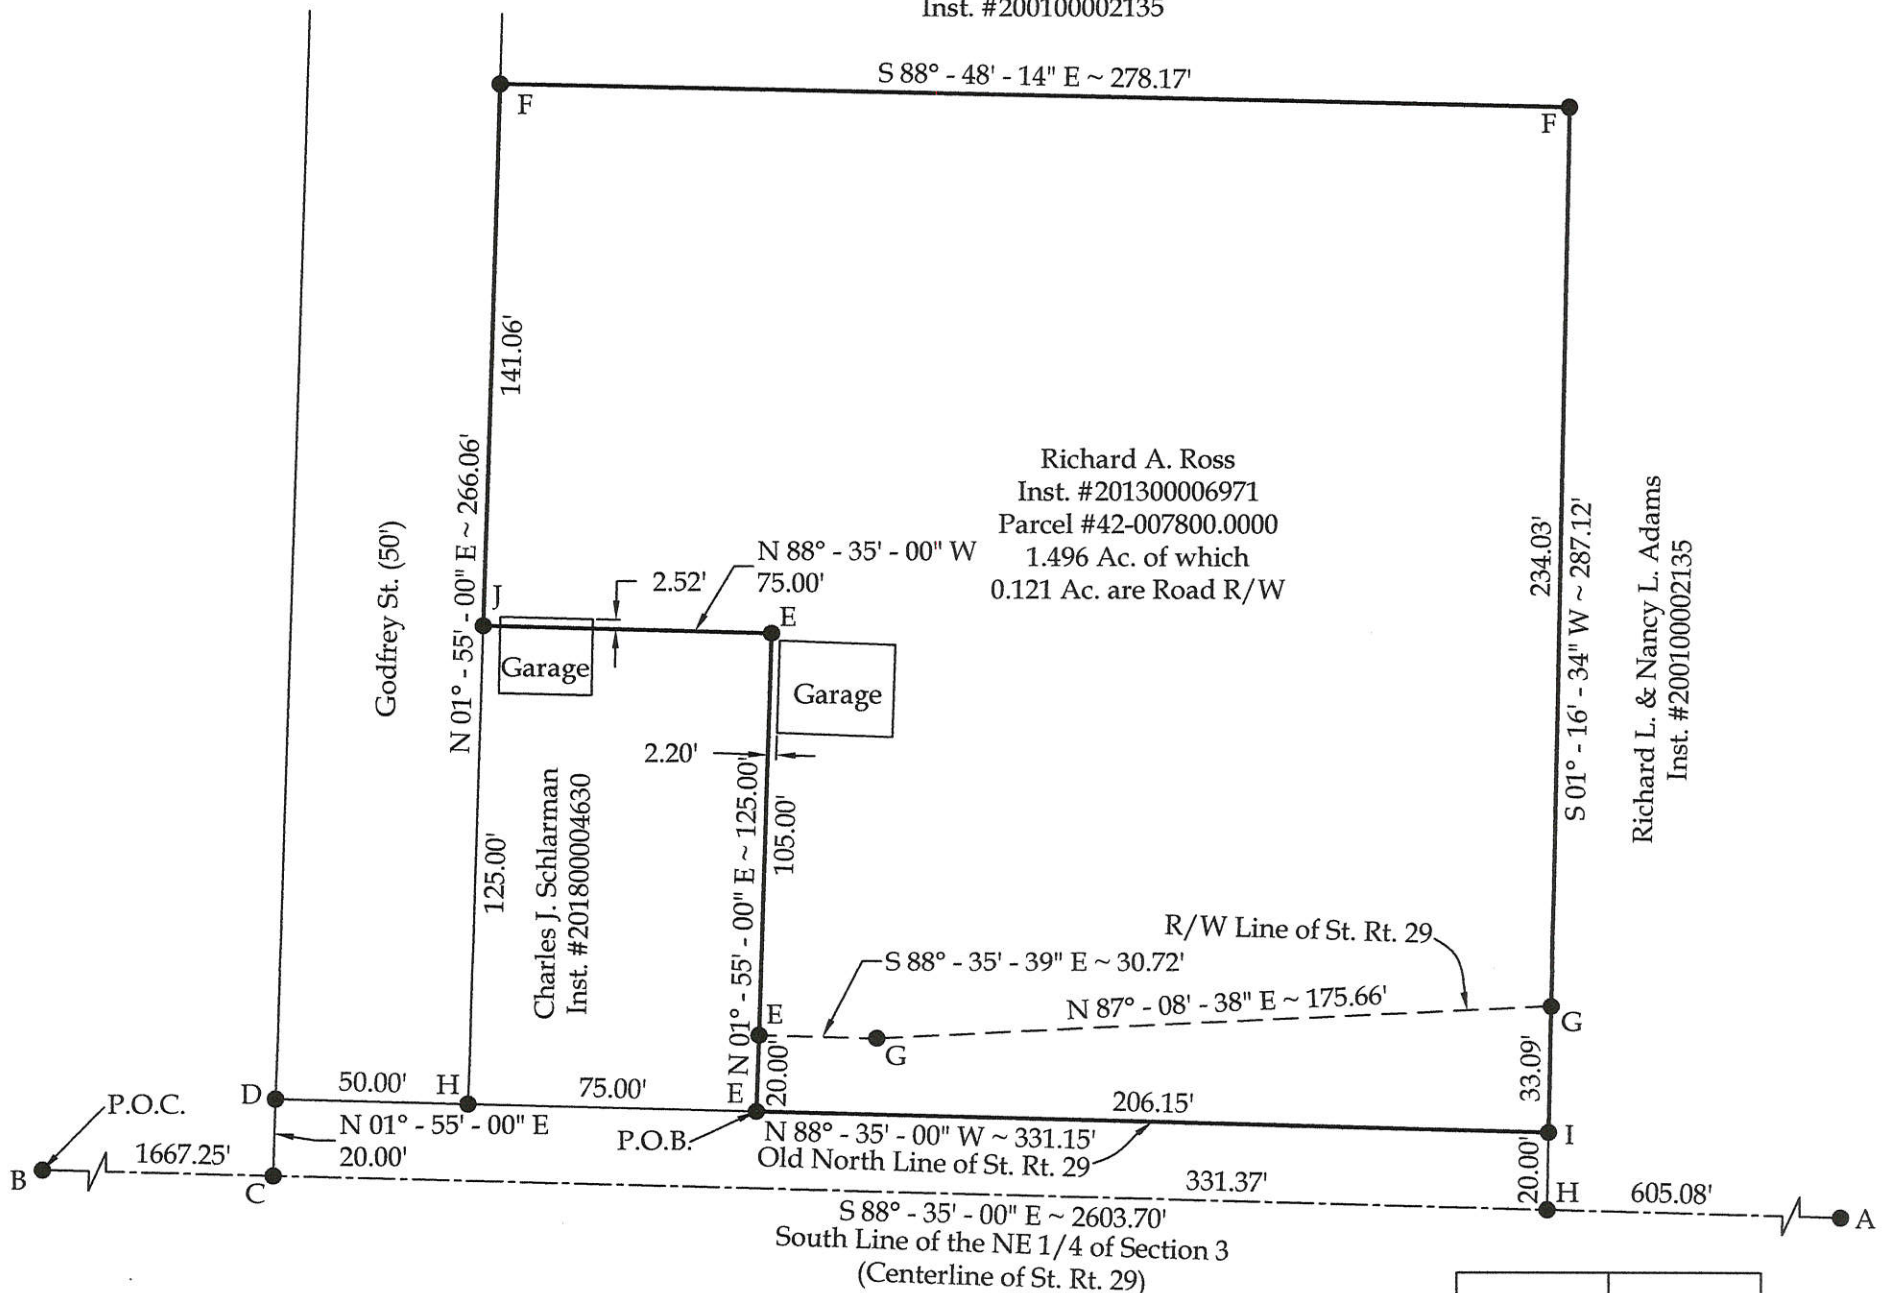 Inst. #200100002135
S 88° - 48' - 14" E ~ 278.17'
F
F
141.06'
N 01° - 55' - 00" E ~ 266.06'
Godfrey St. (50')
Richard A. Ross
Inst. #201300006971
Parcel #42-007800.0000
1.496 Ac. of which
0.121 Ac. are Road R/W
234.03'
S 01° - 16' - 34" W ~ 287.12'
Richard L. & Nancy L. Adams
Inst. #200100002135
N 88° - 35' - 00" W
75.00'
2.52'
J
E
Garage
Garage
2.20'
N 01° - 55' - 00" E ~ 125.00'
105.00'
125.00'
Charles J. Schlarman
Inst. #201800004630
R/W Line of St. Rt. 29
S 88° - 35' - 39" E ~ 30.72'
N 87° - 08' - 38" E ~ 175.66'
E
G
G
20.00'
33.09'
D
50.00'
H
75.00'
E
206.15'
P.O.C.
N 01° - 55' - 00" E
20.00'
P.O.B.
N 88° - 35' - 00" W ~ 331.15'
Old North Line of St. Rt. 29
I
B
1667.25'
C
331.37'
20.00'
H
605.08'
A
S 88° - 35' - 00" E ~ 2603.70'
South Line of the NE 1/4 of Section 3
(Centerline of St. Rt. 29)